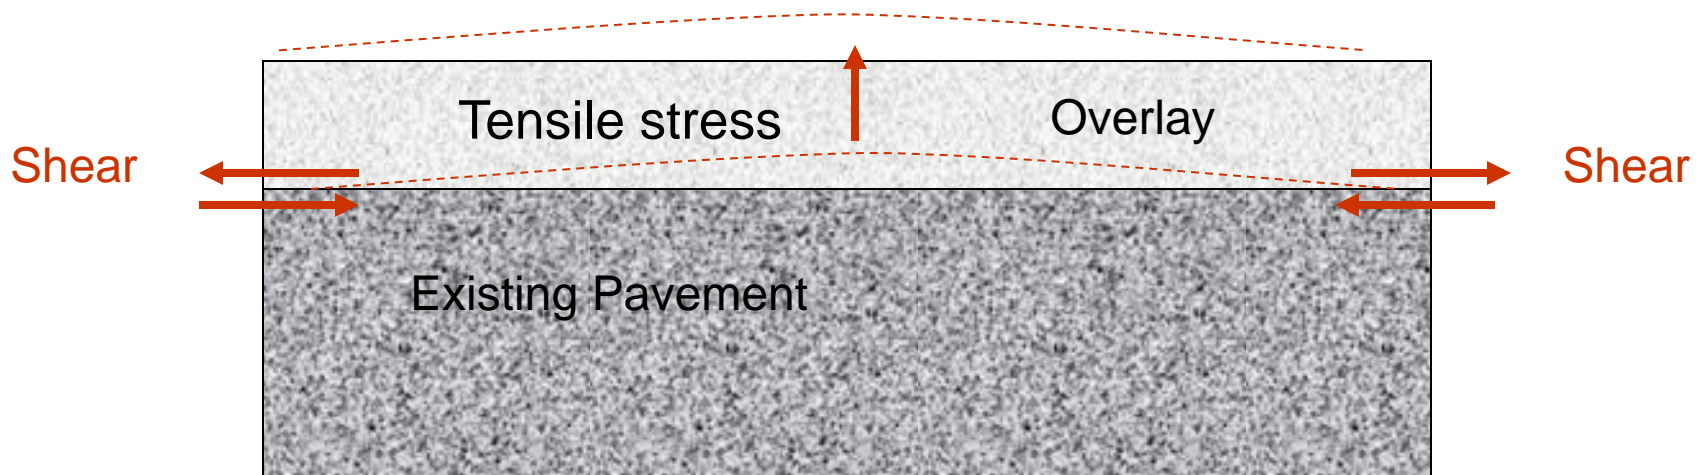 Tensile stress
Overlay
Shear
Shear
Existing Pavement